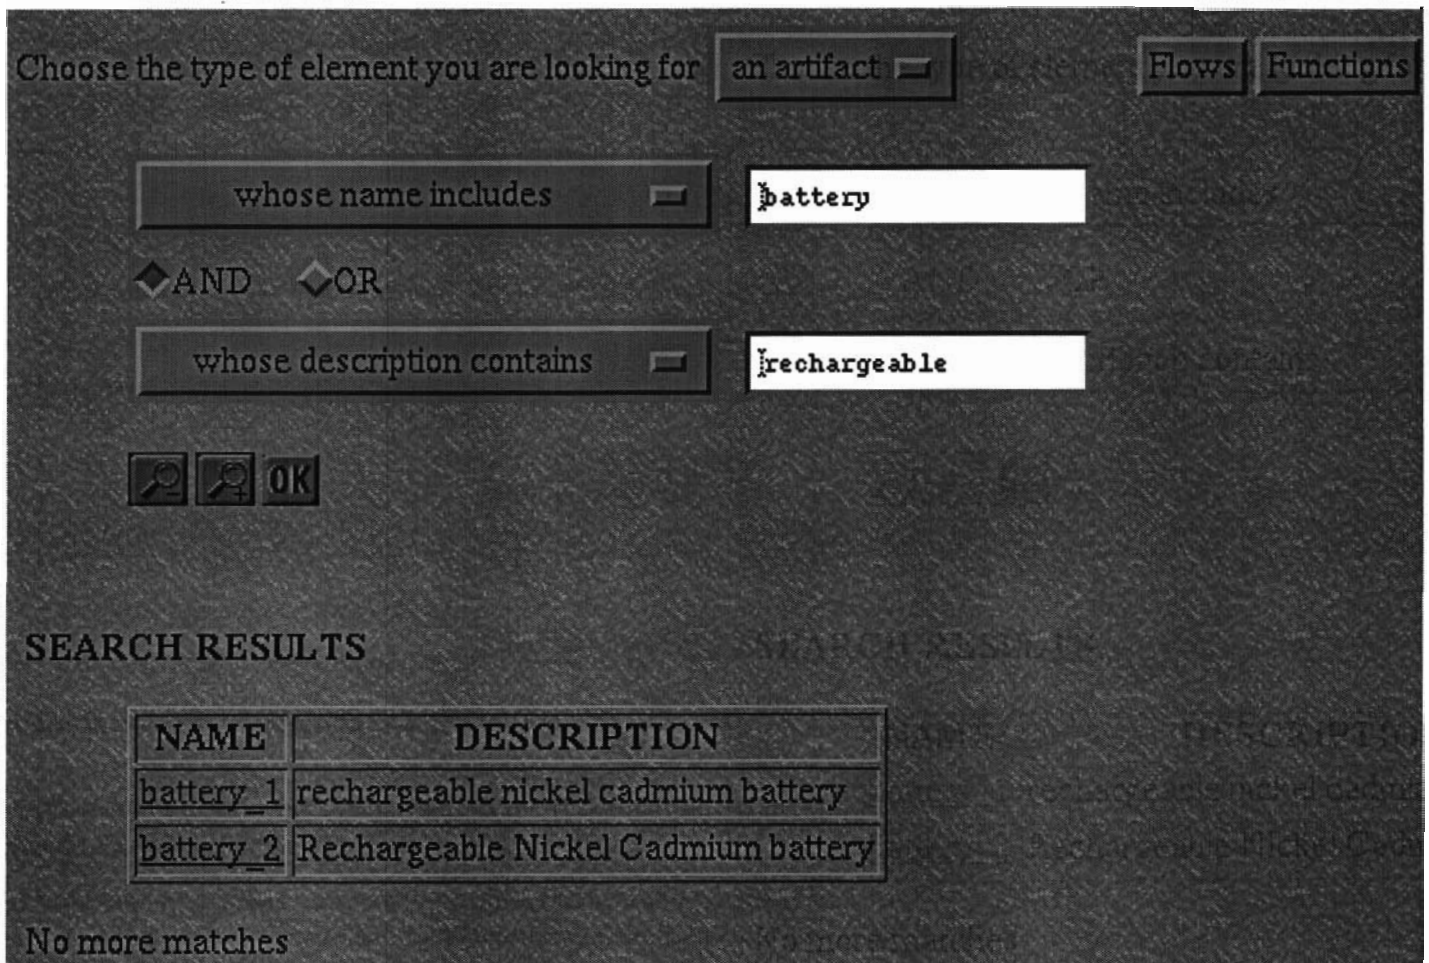 Choose the type of element you are looking for an artifact Flows Functions
whose name includes battery
AND OR
whose description contains rechargeable
OK
SEARCH RESULTS
NAME DESCRIPTION
battery_1 rechargeable nickel cadmium battery
battery_2 Rechargeable Nickel Cadmium battery
No more matches